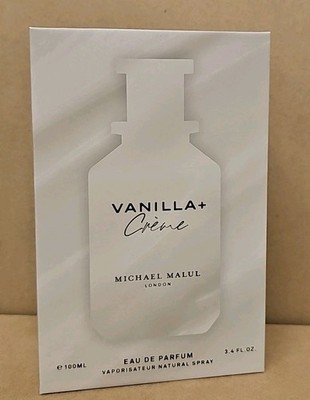 VANILLA+
Crème
MICHAEL MALUL
LONDON
℮ 100ML
EAU DE PARFUM
VAPORISATEUR NATURAL SPRAY
3.4 FL.OZ.